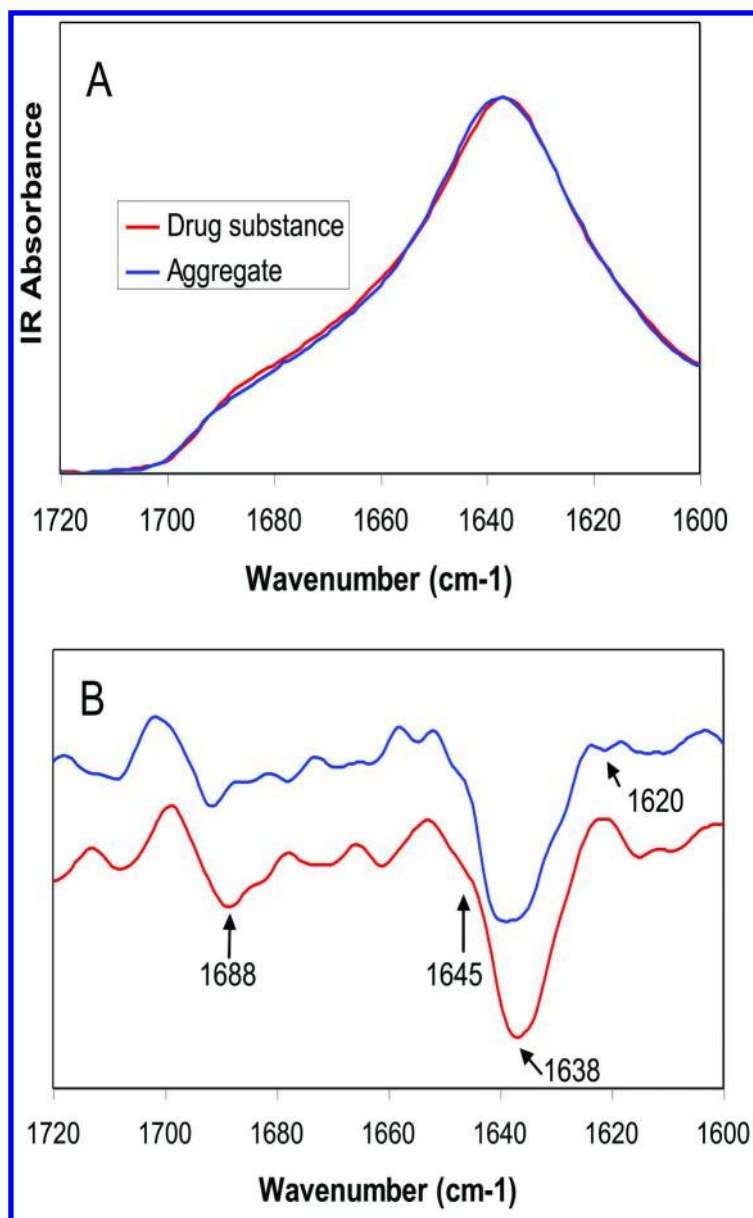 A
IR Absorbance
Drug substance
Aggregate
1720 1700 1680 1660 1640 1620 1600
Wavenumber (cm-1)
B
1620
1688
1645
1638
1720 1700 1680 1660 1640 1620 1600
Wavenumber (cm-1)